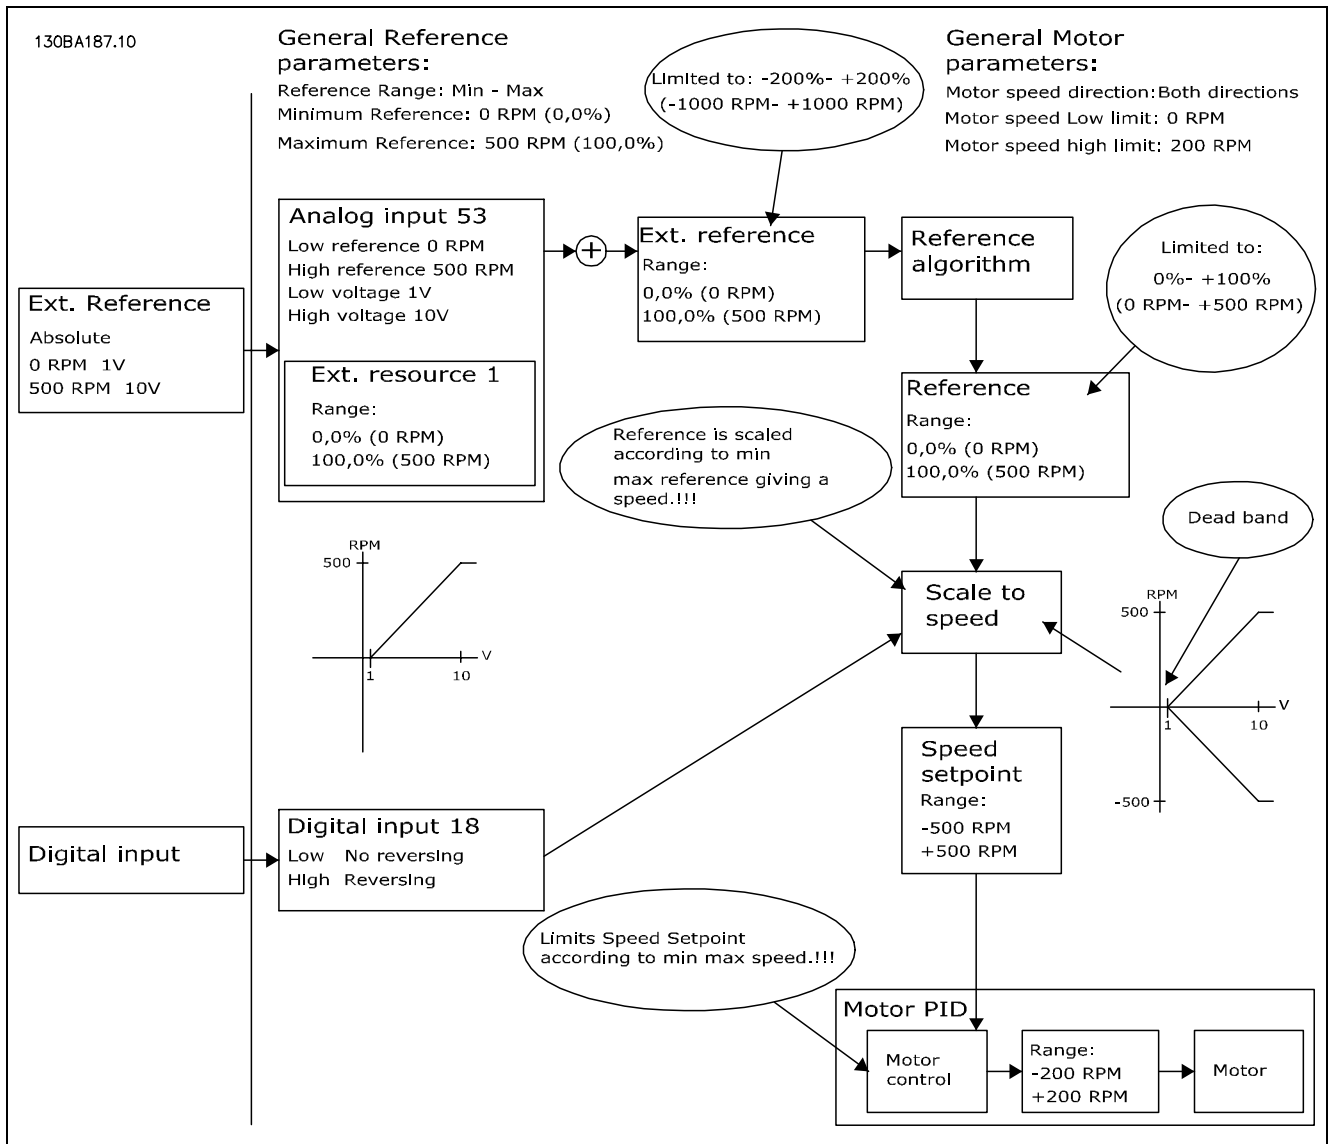 130BA187.10
General Reference
parameters:
Reference Range: Min - Max
Minimum Reference: 0 RPM (0,0%)
Maximum Reference: 500 RPM (100,0%)
Limited to: -200%- +200%
(-1000 RPM- +1000 RPM)
General Motor
parameters:
Motor speed direction:Both directions
Motor speed Low limit: 0 RPM
Motor speed high limit: 200 RPM
Ext. Reference
Absolute
0 RPM 1V
500 RPM 10V
Analog input 53
Low reference 0 RPM
High reference 500 RPM
Low voltage 1V
High voltage 10V
Ext. resource 1
Range:
0,0% (0 RPM)
100,0% (500 RPM)
+
Ext. reference
Range:
0,0% (0 RPM)
100,0% (500 RPM)
Reference
algorithm
Limited to:
0%- +100%
(0 RPM- +500 RPM)
Reference
Range:
0,0% (0 RPM)
100,0% (500 RPM)
Reference is scaled
according to min
max reference giving a
speed.!!!
Dead band
RPM
500
V
1
10
Scale to
speed
RPM
500
V
1
10
-500
Speed
setpoint
Range:
-500 RPM
+500 RPM
Digital input
Digital input 18
Low No reversing
High Reversing
Limits Speed Setpoint
according to min max speed.!!!
Motor PID
Motor
control
Range:
-200 RPM
+200 RPM
Motor